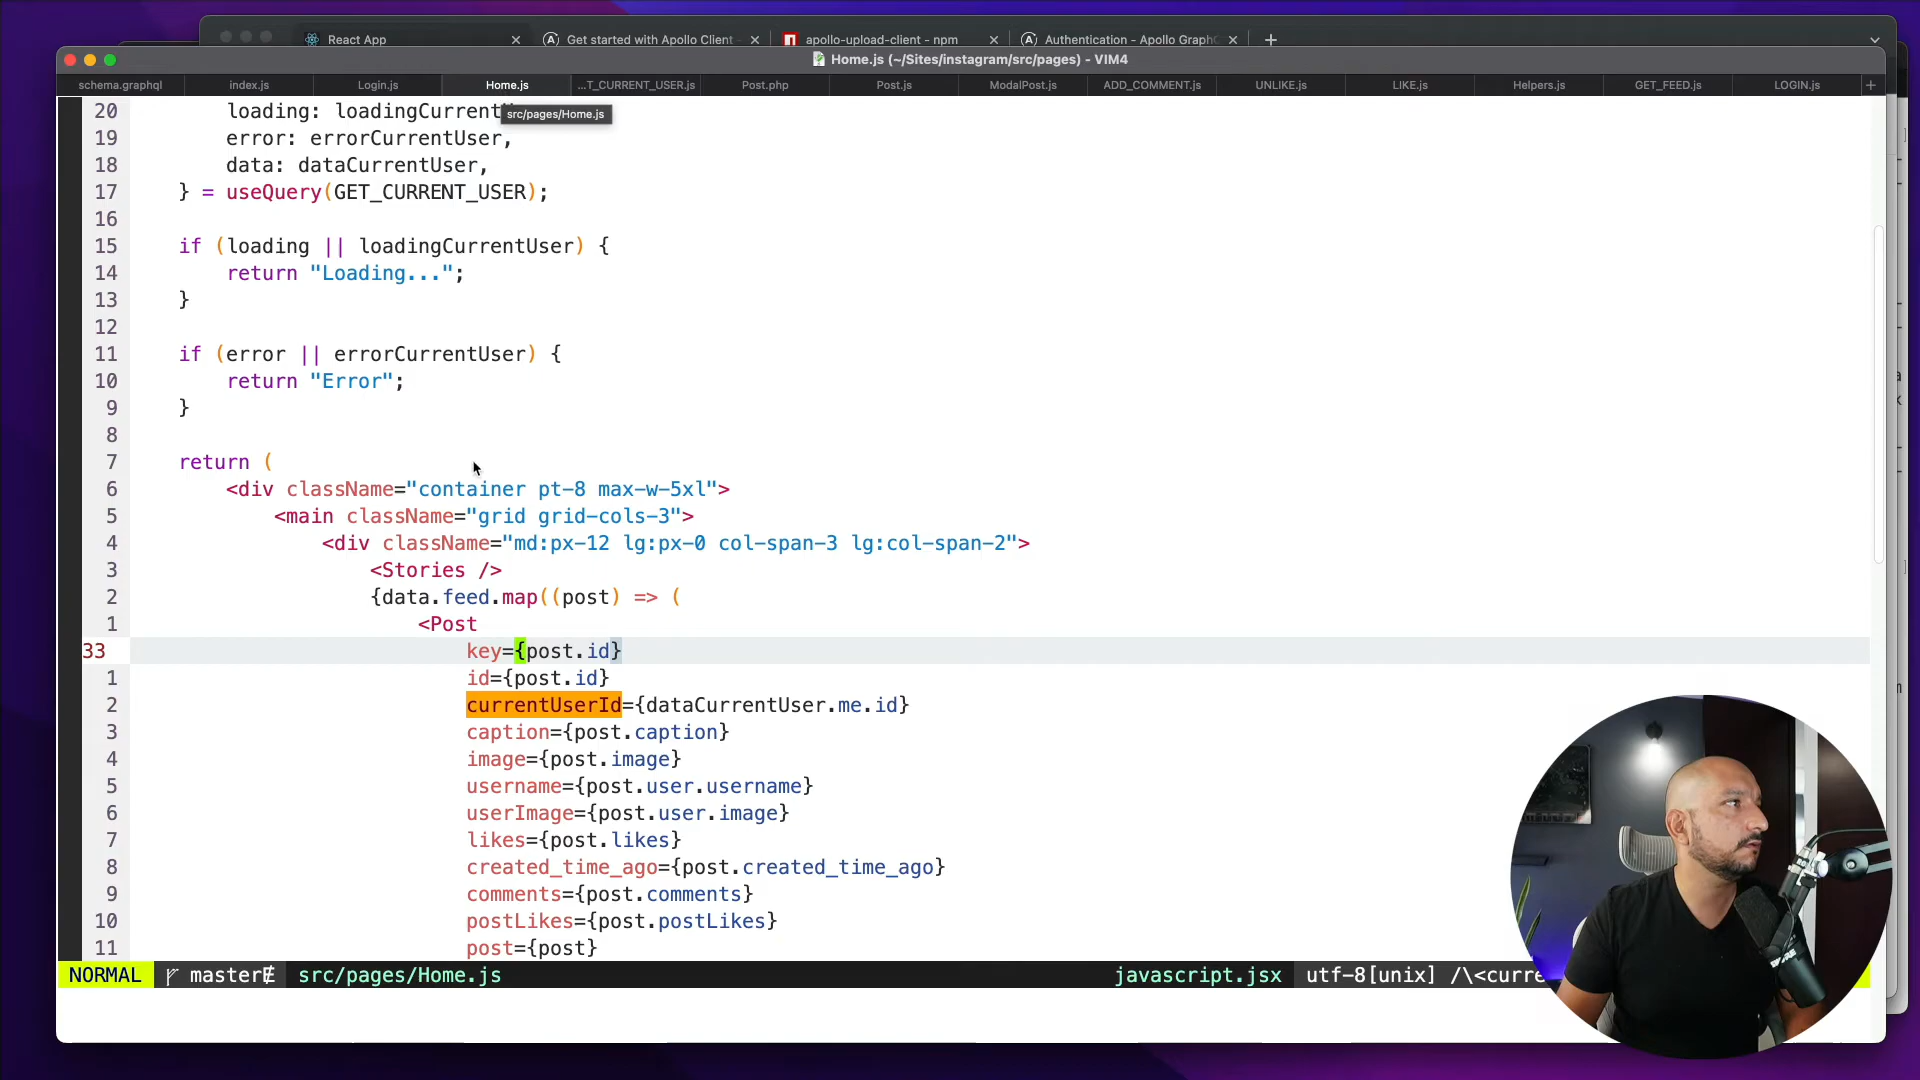 React App
Get started with Apollo Client
apollo-upload-client - npm
Authentication - Apollo Graph
Home.js (~/Sites/instagram/src/pages) - VIM4
schema.graphql
index.js
Login.js
Home.js
...T_CURRENT_USER.js
Post.php
Post.js
ModalPost.js
ADD_COMMENT.js
UNLIKE.js
LIKE.js
Helpers.js
GET_FEED.js
LOGIN.js
src/pages/Home.js
20 loading: loadingCurrent
19 error: errorCurrentUser,
18 data: dataCurrentUser,
17 } = useQuery(GET_CURRENT_USER);
16
15 if (loading || loadingCurrentUser) {
14 return "Loading...";
13 }
12
11 if (error || errorCurrentUser) {
10 return "Error";
9 }
8
7 return (
6 <div className="container pt-8 max-w-5xl">
5 <main className="grid grid-cols-3">
4 <div className="md:px-12 lg:px-0 col-span-3 lg:col-span-2">
3 <Stories />
2 {data.feed.map((post) => (
1 <Post
33 key={post.id}
1 id={post.id}
2 currentUserId={dataCurrentUser.me.id}
3 caption={post.caption}
4 image={post.image}
5 username={post.user.username}
6 userImage={post.user.image}
7 likes={post.likes}
8 created_time_ago={post.created_time_ago}
9 comments={post.comments}
10 postLikes={post.postLikes}
11 post={post}
NORMAL master src/pages/Home.js javascript.jsx utf-8[unix] /\<curre